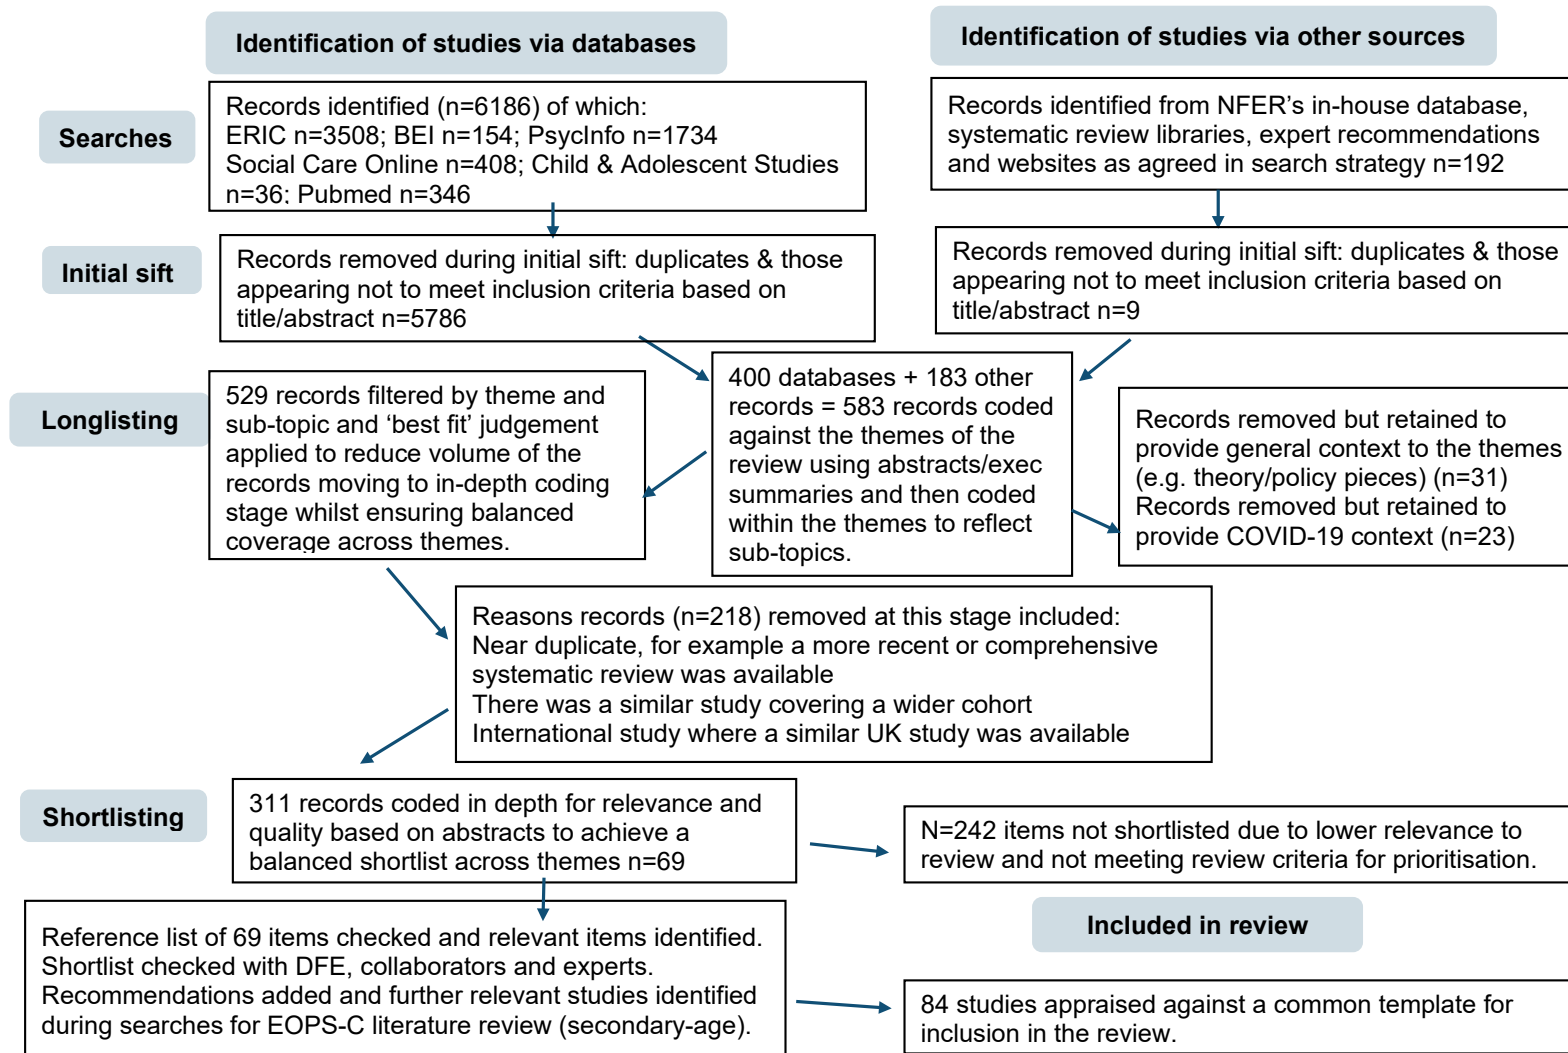 Identification of studies via databases
Identification of studies via other sources
Searches
Records identified (n=6186) of which:
ERIC n=3508; BEI n=154; PsycInfo n=1734
Social Care Online n=408; Child & Adolescent Studies
n=36; Pubmed n=346
Records identified from NFER's in-house database,
systematic review libraries, expert recommendations
and websites as agreed in search strategy n=192
Initial sift
Records removed during initial sift: duplicates & those
appearing not to meet inclusion criteria based on
title/abstract n=5786
Records removed during initial sift: duplicates & those
appearing not to meet inclusion criteria based on
title/abstract n=9
Longlisting
529 records filtered by theme and
sub-topic and ‘best fit’ judgement
applied to reduce volume of the
records moving to in-depth coding
stage whilst ensuring balanced
coverage across themes.
400 databases + 183 other
records = 583 records coded
against the themes of the
review using abstracts/exec
summaries and then coded
within the themes to reflect
sub-topics.
Records removed but retained to
provide general context to the themes
(e.g. theory/policy pieces) (n=31)
Records removed but retained to
provide COVID-19 context (n=23)
Reasons records (n=218) removed at this stage included:
Near duplicate, for example a more recent or comprehensive
systematic review was available
There was a similar study covering a wider cohort
International study where a similar UK study was available
Shortlisting
311 records coded in depth for relevance and
quality based on abstracts to achieve a
balanced shortlist across themes n=69
N=242 items not shortlisted due to lower relevance to
review and not meeting review criteria for prioritisation.
Reference list of 69 items checked and relevant items identified.
Shortlist checked with DFE, collaborators and experts.
Recommendations added and further relevant studies identified
during searches for EOPS-C literature review (secondary-age).
Included in review
84 studies appraised against a common template for
inclusion in the review.